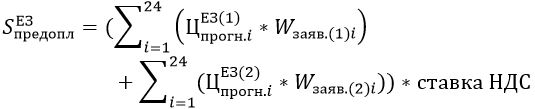 S^{ЕЗ}_{предопл} = (∑^{24}_{i=1} (Ц^{ЕЗ(1)}_{прогн.i} * W_{заяв.(1)i})
+ ∑^{24}_{i=1} (Ц^{ЕЗ(2)}_{прогн.i} * W_{заяв.(2)i})) * ставка НДС